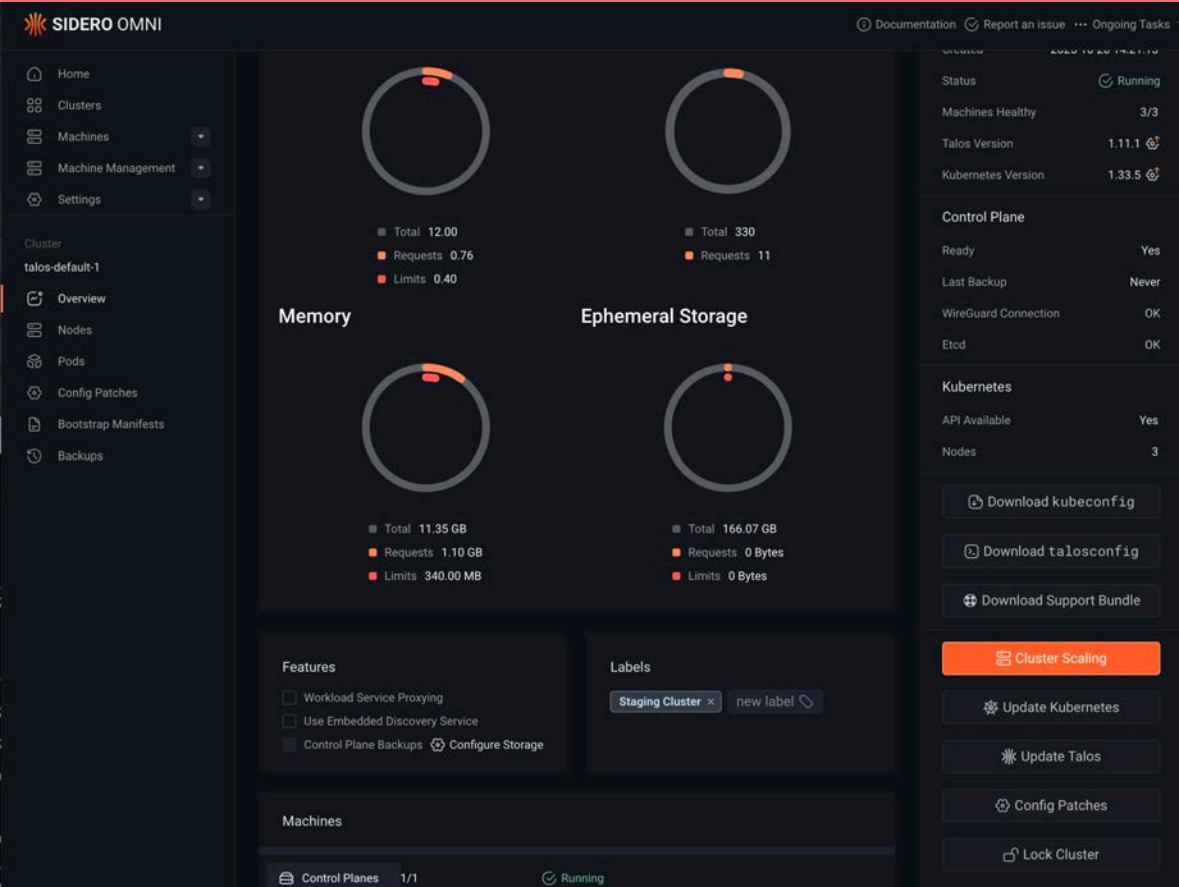 SIDERO OMNI
Documentation Report an issue Ongoing Tasks
Home
Clusters
Machines
Machine Management
Settings
Cluster
talos-default-1
Overview
Nodes
Pods
Config Patches
Bootstrap Manifests
Backups
Total 12.00
Requests 0.76
Limits 0.40
Total 330
Requests 11
Memory
Total 11.35 GB
Requests 1.10 GB
Limits 340.00 MB
Ephemeral Storage
Total 166.07 GB
Requests 0 Bytes
Limits 0 Bytes
Features
Workload Service Proxying
Use Embedded Discovery Service
Control Plane Backups Configure Storage
Labels
Staging Cluster × new label
Machines
Control Planes 1/1 Running
Status Running
Machines Healthy 3/3
Talos Version 1.11.1
Kubernetes Version 1.33.5
Control Plane
Ready Yes
Last Backup Never
WireGuard Connection OK
Etcd OK
Kubernetes
API Available Yes
Nodes 3
Download kubeconfig
Download talosconfig
Download Support Bundle
Cluster Scaling
Update Kubernetes
Update Talos
Config Patches
Lock Cluster